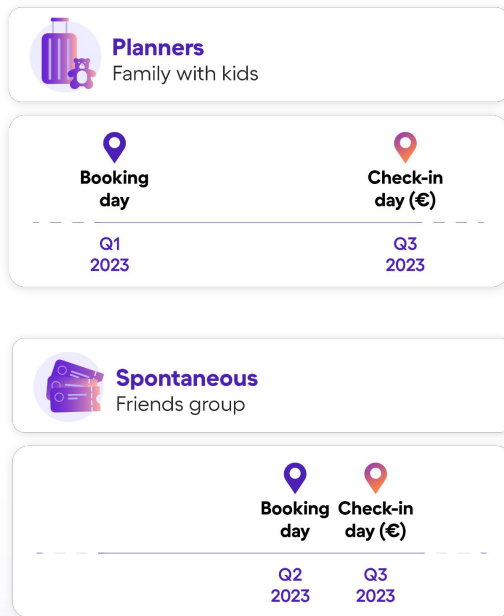 Planners
Family with kids
Booking
day
Check-in
day (€)
Q1
2023
Q3
2023
Spontaneous
Friends group
Booking
day
Check-in
day (€)
Q2
2023
Q3
2023